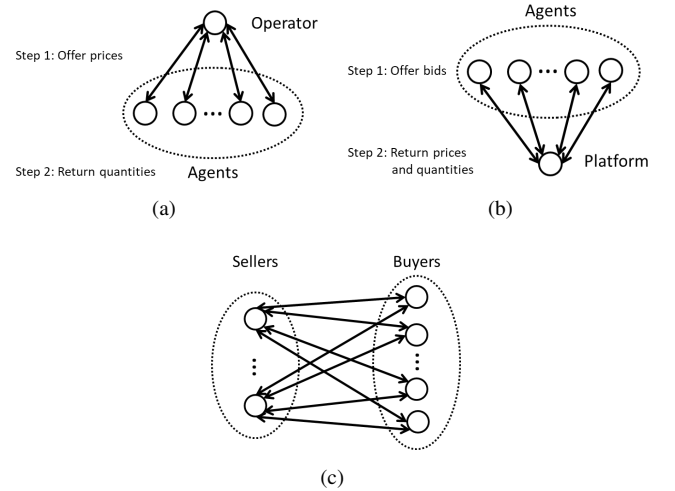 Operator
Step 1: Offer prices
Step 2: Return quantities
Agents
(a)
Agents
Step 1: Offer bids
Step 2: Return prices
and quantities
Platform
(b)
Sellers
Buyers
(c)